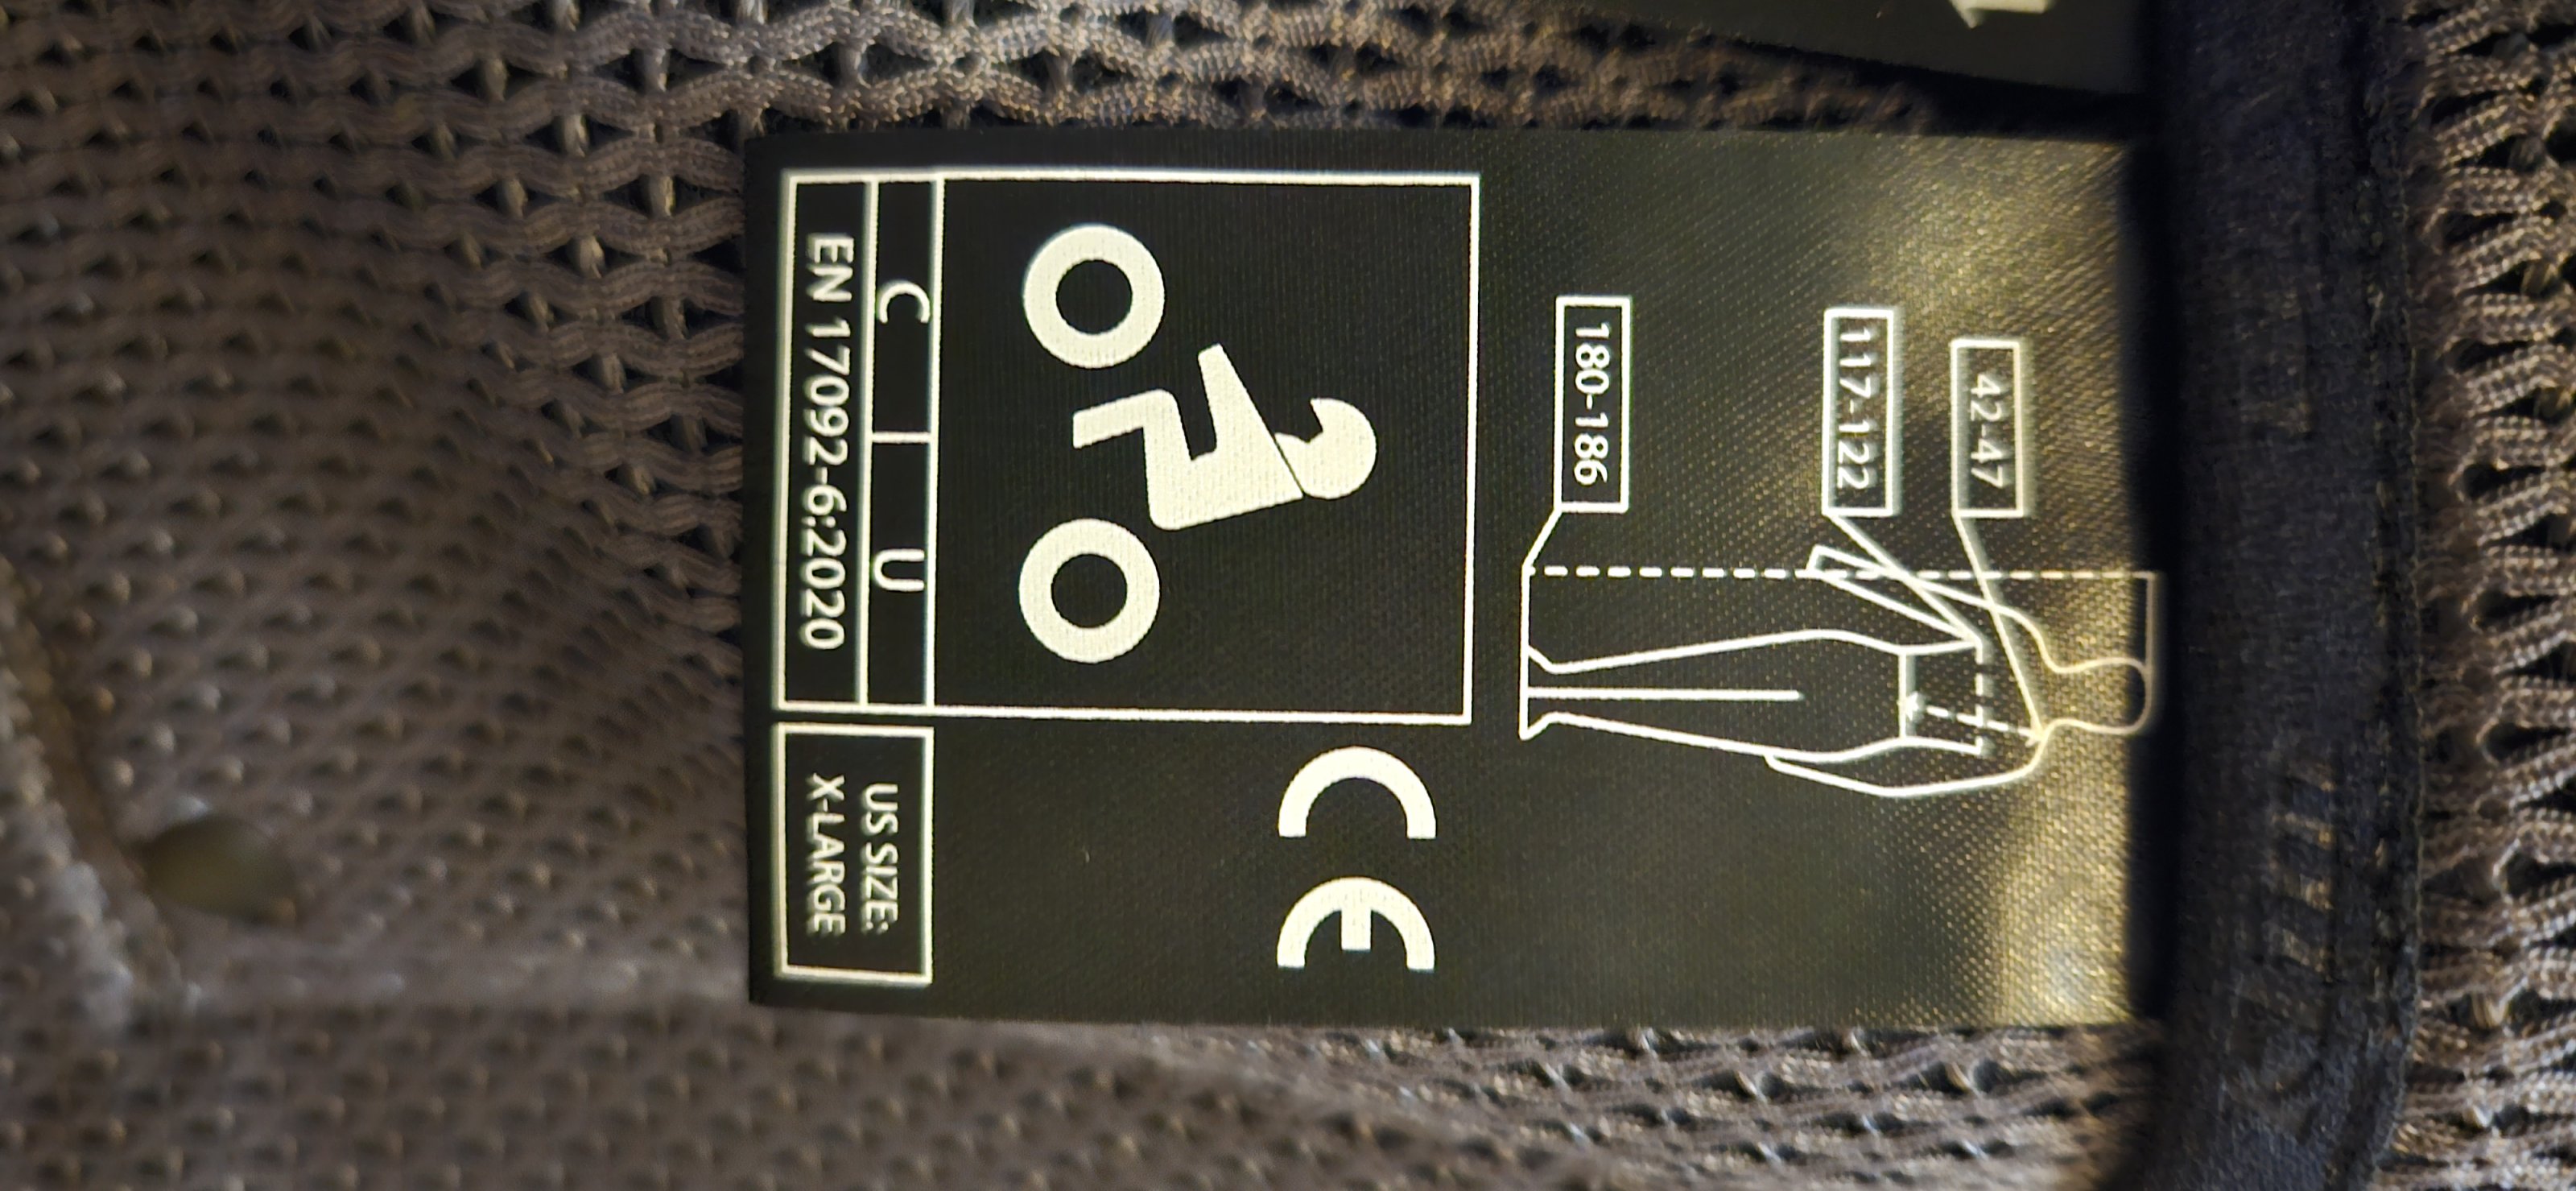 42-47
117-122
180-186
CE
C U
EN 17092-6:2020
US SIZE:
X-LARGE